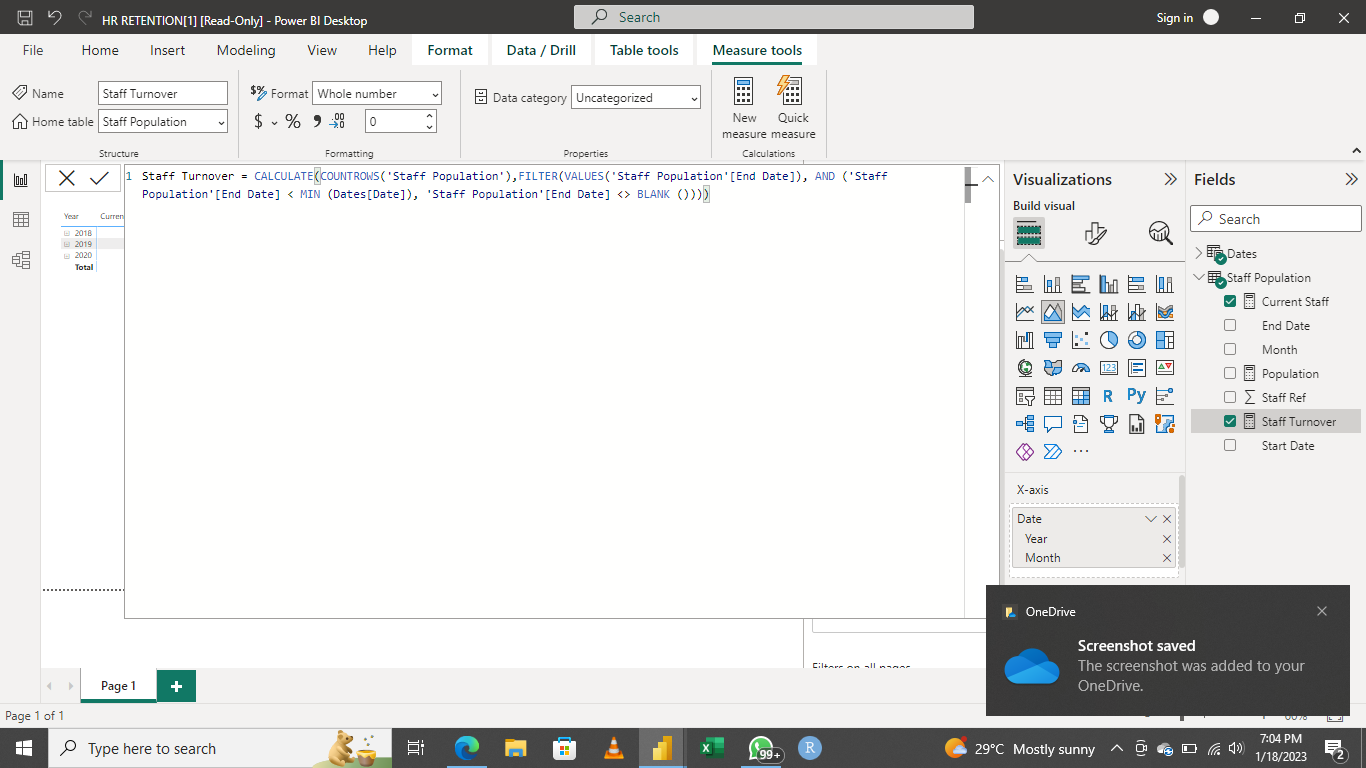 HR RETENTION[1] [Read-Only] - Power BI Desktop
Search
Sign in
File Home Insert Modeling View Help Format Data / Drill Table tools Measure tools
Name Staff Turnover
Home table Staff Population
Structure
$% Format Whole number
$ % 0
Formatting
Data category Uncategorized
Properties
New measure
Quick measure
Calculations
1 Staff Turnover = CALCULATE(COUNTROWS('Staff Population'),FILTER(VALUES('Staff Population'[End Date]), AND ('Staff
Population'[End Date] < MIN (Dates[Date]), 'Staff Population'[End Date] <> BLANK ())))
Year Curren
2018
2019
2020
Total
Visualizations
Build visual
123
R Py
...
X-axis
Date
Year
Month
Fields
Search
Dates
Staff Population
Current Staff
End Date
Month
Population
Staff Ref
Staff Turnover
Start Date
OneDrive
Screenshot saved
The screenshot was added to your
OneDrive.
Page 1
Page 1 of 1
Type here to search
99+
R
29°C Mostly sunny
7:04 PM
1/18/2023
2